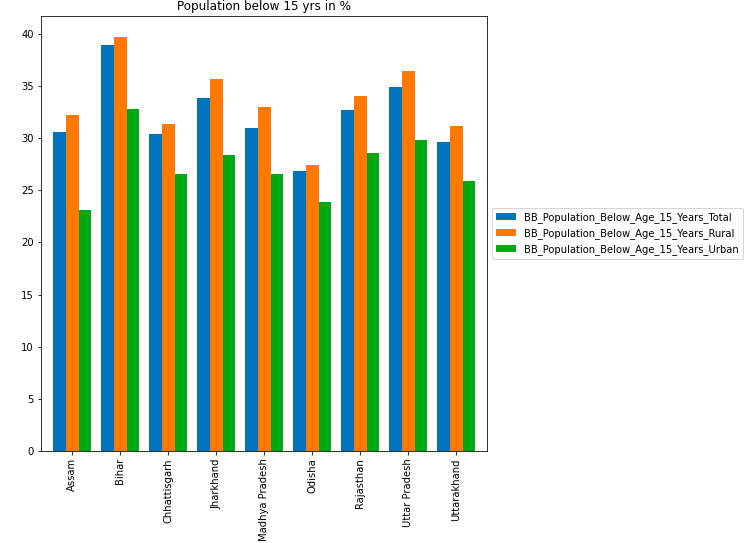 Population below 15 yrs in %
40
35
30
25
20
15
10
5
0
Assam
Bihar
Chhattisgarh
Jharkhand
Madhya Pradesh
Odisha
Rajasthan
Uttar Pradesh
Uttarakhand
BB_Population_Below_Age_15_Years_Total
BB_Population_Below_Age_15_Years_Rural
BB_Population_Below_Age_15_Years_Urban